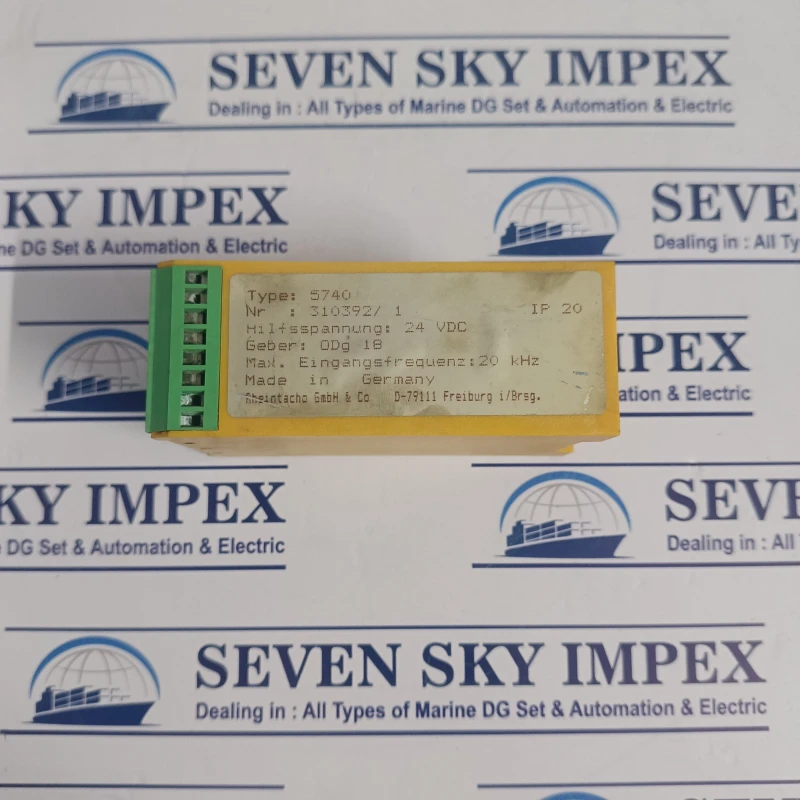 SEVEN SKY IMPEX
Dealing in : All Types of Marine DG Set & Automation & Electric
KY IMPEX
ne DG Set & Automation & Electric
SEVE
Dealing in : All Ty
Type: 5740
Nr : 310392/ 1 IP 20
Hilfsspannung: 24 VDC
Geber: ODg 18
Max. Eingangsfrequenz:20 kHz
Made in Germany
Rheintacho GmbH & Co D-79111 Freiburg i/Brsg.
IMPEX
omation & Electric
KY IMPEX
DG Set & Automation & Electric
SEVE
Dealing in : All T
SEVEN SKY IMPEX
Dealing in : All Types of Marine DG Set & Automation & Electric